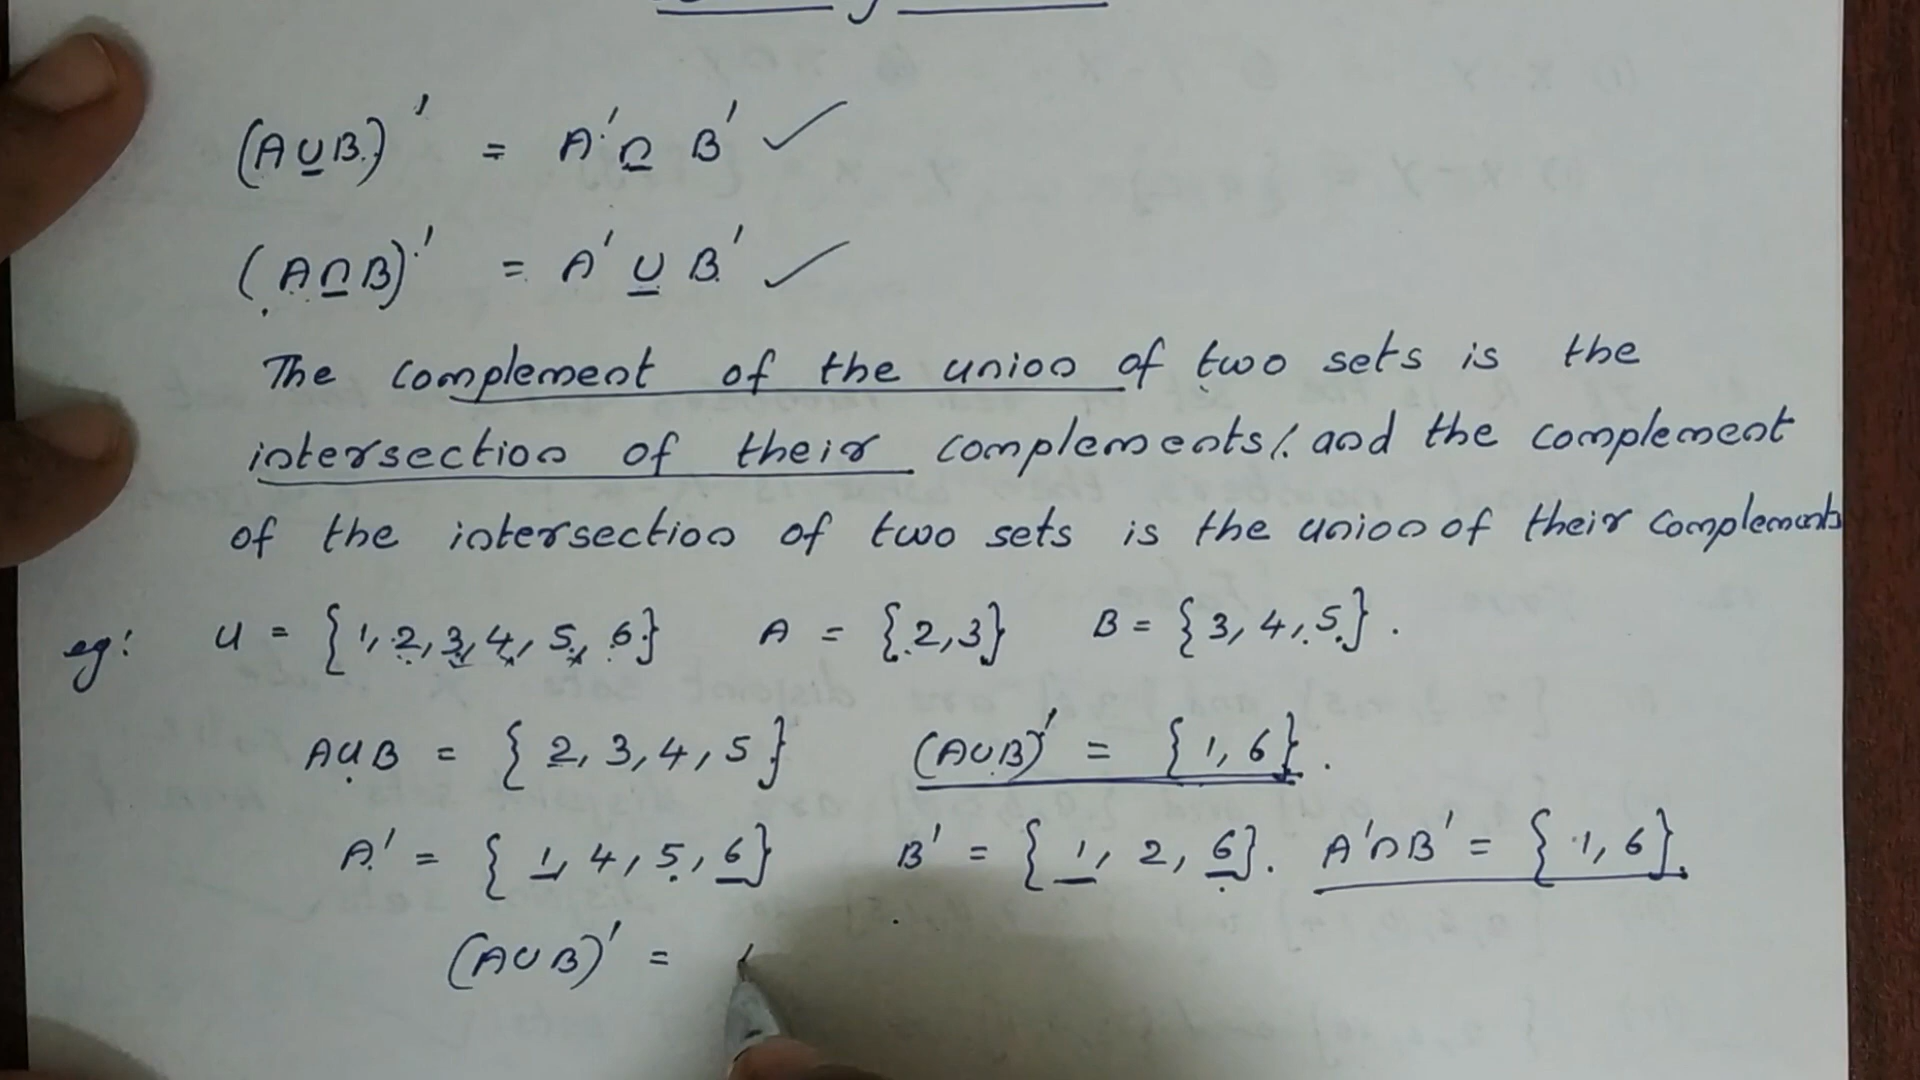 (A∪B)' = A' ∩ B' ✓
(A∩B)' = A' ∪ B' ✓
The complement of the union of two sets is the
intersection of their complements/. and the complement
of the intersection of two sets is the union of their complements
eg: U = {1, 2, 3, 4, 5, 6} A = {2,3} B = {3, 4, 5}.
A∪B = {2, 3, 4, 5} (A∪B)' = {1, 6}.
A' = {1, 4, 5, 6} B' = {1, 2, 6}. A'∩B' = {1, 6}.
(A∪B)' =